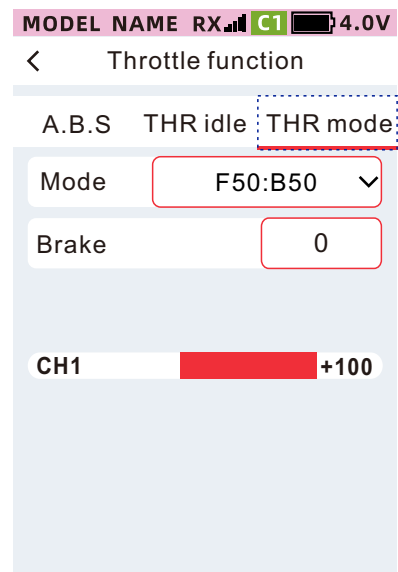 MODEL NAME RX C1 4.0V
Throttle function
A.B.S THR idle THR mode
Mode F50:B50
Brake 0
CH1 +100